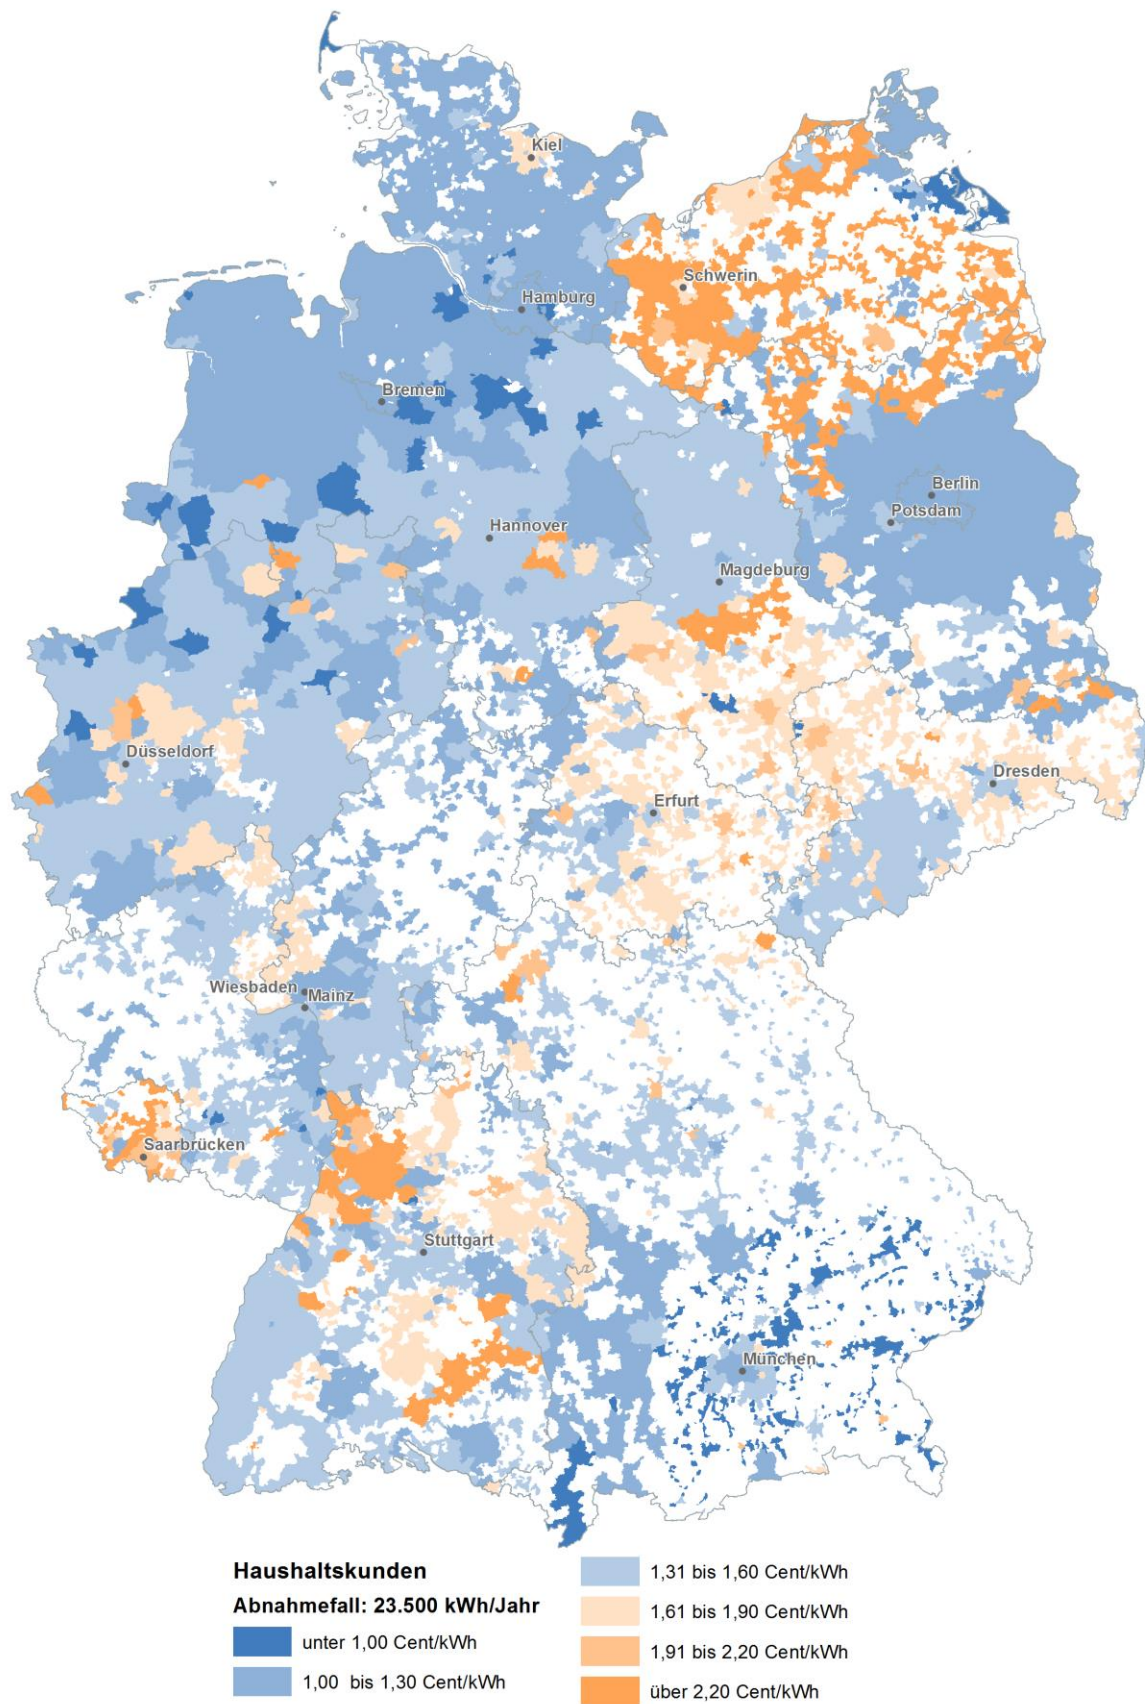 Kiel
Schwerin
Hamburg
Bremen
Berlin
Potsdam
Hannover
Magdeburg
Düsseldorf
Dresden
Erfurt
Wiesbaden
Mainz
Saarbrücken
Stuttgart
München
Haushaltskunden
Abnahmefall: 23.500 kWh/Jahr
unter 1,00 Cent/kWh
1,00 bis 1,30 Cent/kWh
1,31 bis 1,60 Cent/kWh
1,61 bis 1,90 Cent/kWh
1,91 bis 2,20 Cent/kWh
über 2,20 Cent/kWh